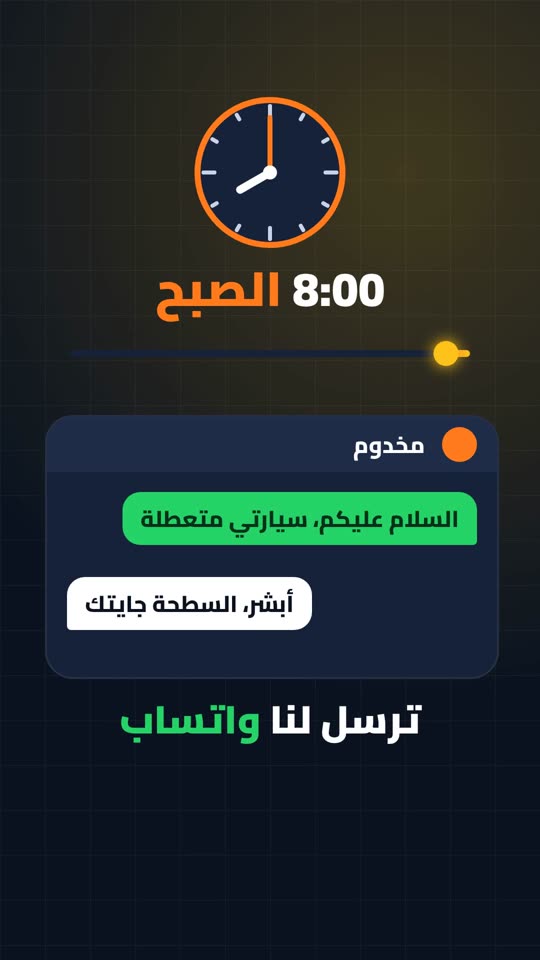 8:00 الصبح
مخدوم
السلام عليكم، سيارتي متعطلة
أبشر، السطحة جايتك
ترسل لنا واتساب